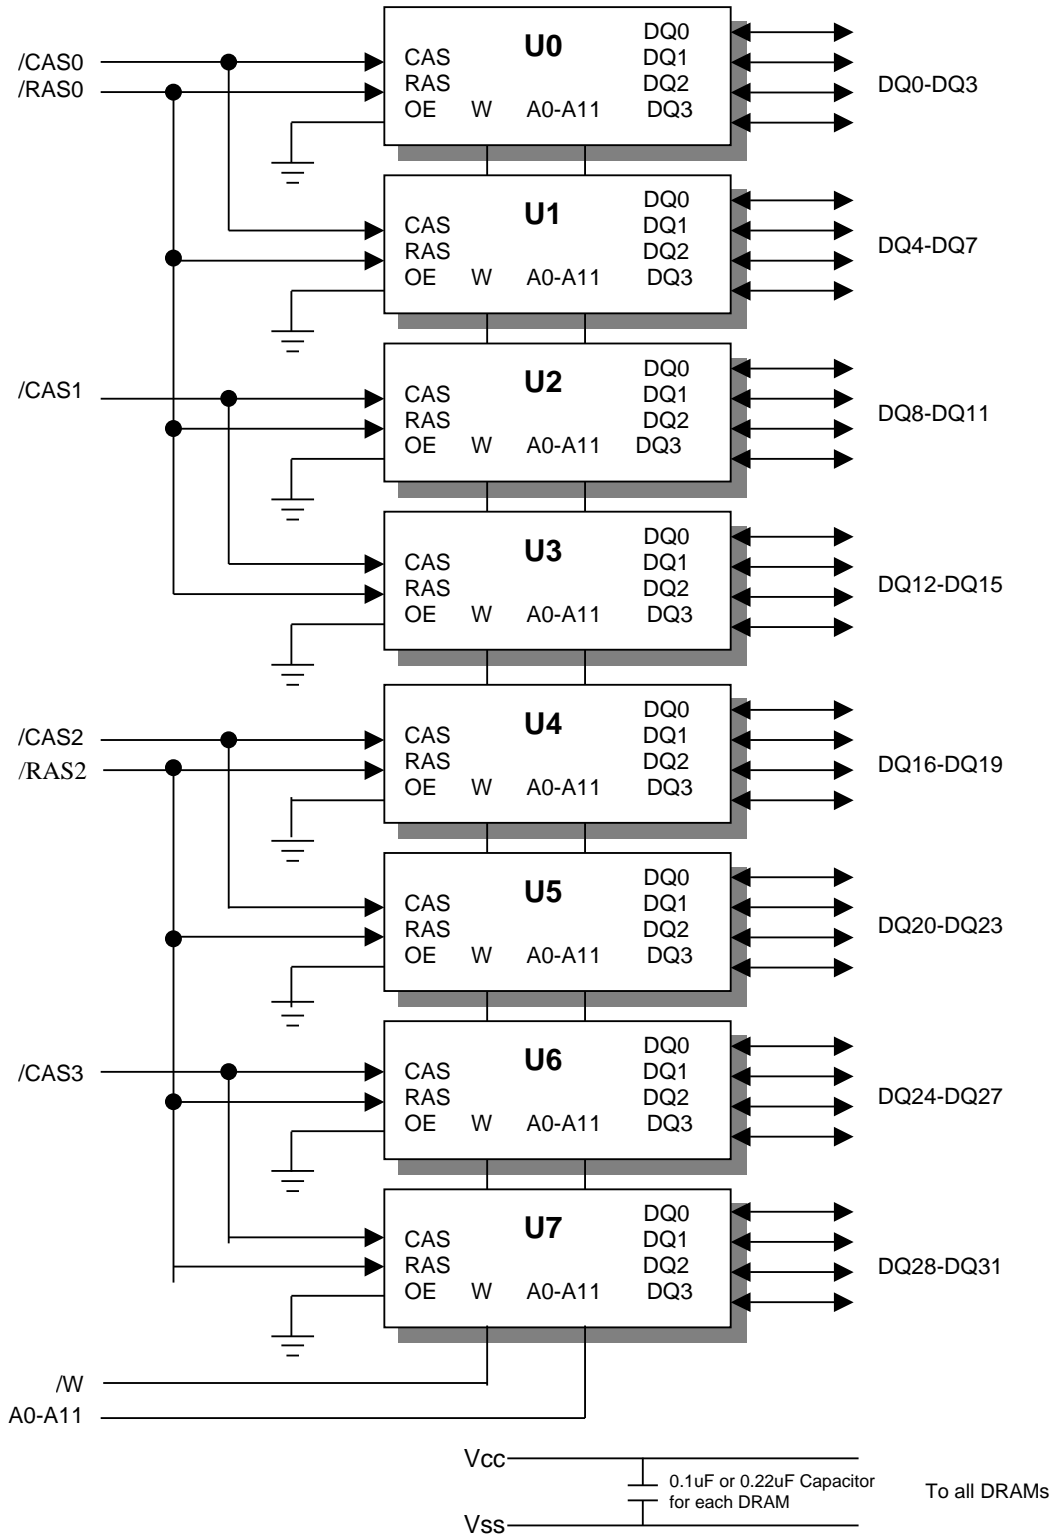 U0
DQ0
/CAS0
CAS
DQ1
/RAS0
RAS
DQ2
DQ0-DQ3
OE W A0-A11 DQ3
U1
DQ0
CAS
DQ1
RAS
DQ2
DQ4-DQ7
OE W A0-A11 DQ3
U2
DQ0
/CAS1
CAS
DQ1
RAS
DQ2
DQ8-DQ11
OE W A0-A11 DQ3
U3
DQ0
CAS
DQ1
RAS
DQ2
DQ12-DQ15
OE W A0-A11 DQ3
U4
DQ0
/CAS2
CAS
DQ1
/RAS2
RAS
DQ2
DQ16-DQ19
OE W A0-A11 DQ3
U5
DQ0
CAS
DQ1
RAS
DQ2
DQ20-DQ23
OE W A0-A11 DQ3
U6
DQ0
/CAS3
CAS
DQ1
RAS
DQ2
DQ24-DQ27
OE W A0-A11 DQ3
U7
DQ0
CAS
DQ1
RAS
DQ2
DQ28-DQ31
OE W A0-A11 DQ3
/W
A0-A11
Vcc
0.1uF or 0.22uF Capacitor
for each DRAM
To all DRAMs
Vss